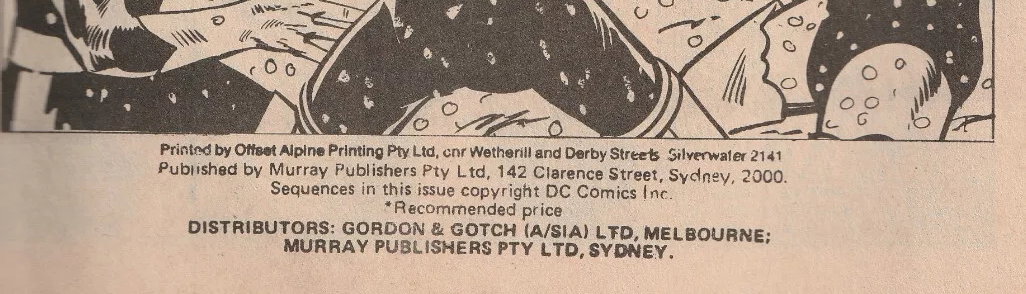 Printed by Offset Alpine Printing Pty Ltd, cnr Wetherill and Derby Streets Silverwater 2141
Published by Murray Publishers Pty Ltd, 142 Clarence Street, Sydney, 2000.
Sequences in this issue copyright DC Comics Inc.
*Recommended price
DISTRIBUTORS: GORDON & GOTCH (A/SIA) LTD, MELBOURNE;
MURRAY PUBLISHERS PTY LTD, SYDNEY.